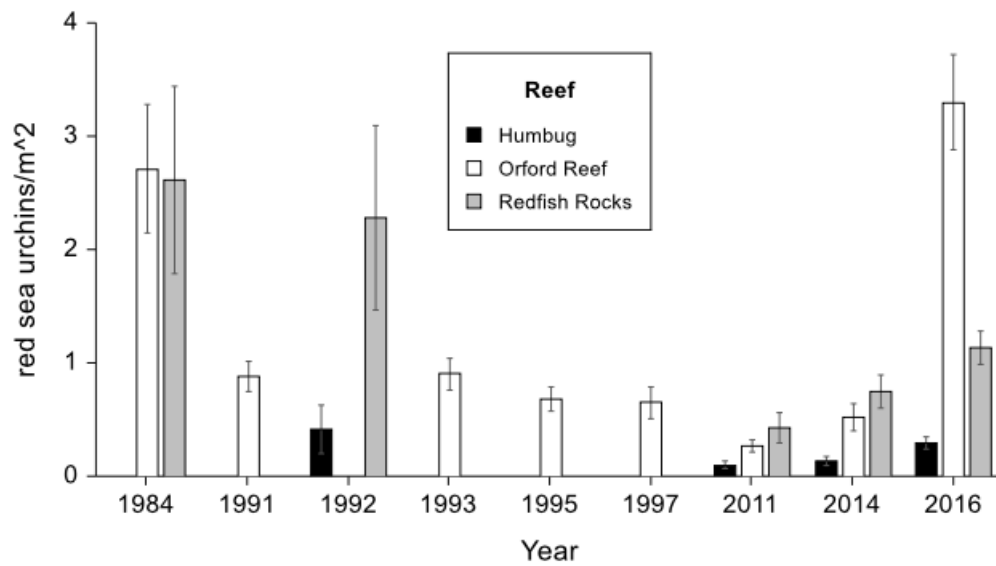 4
3
2
1
0
red sea urchins/m^2
Reef
Humbug
Orford Reef
Redfish Rocks
1984 1991 1992 1993 1995 1997 2011 2014 2016
Year